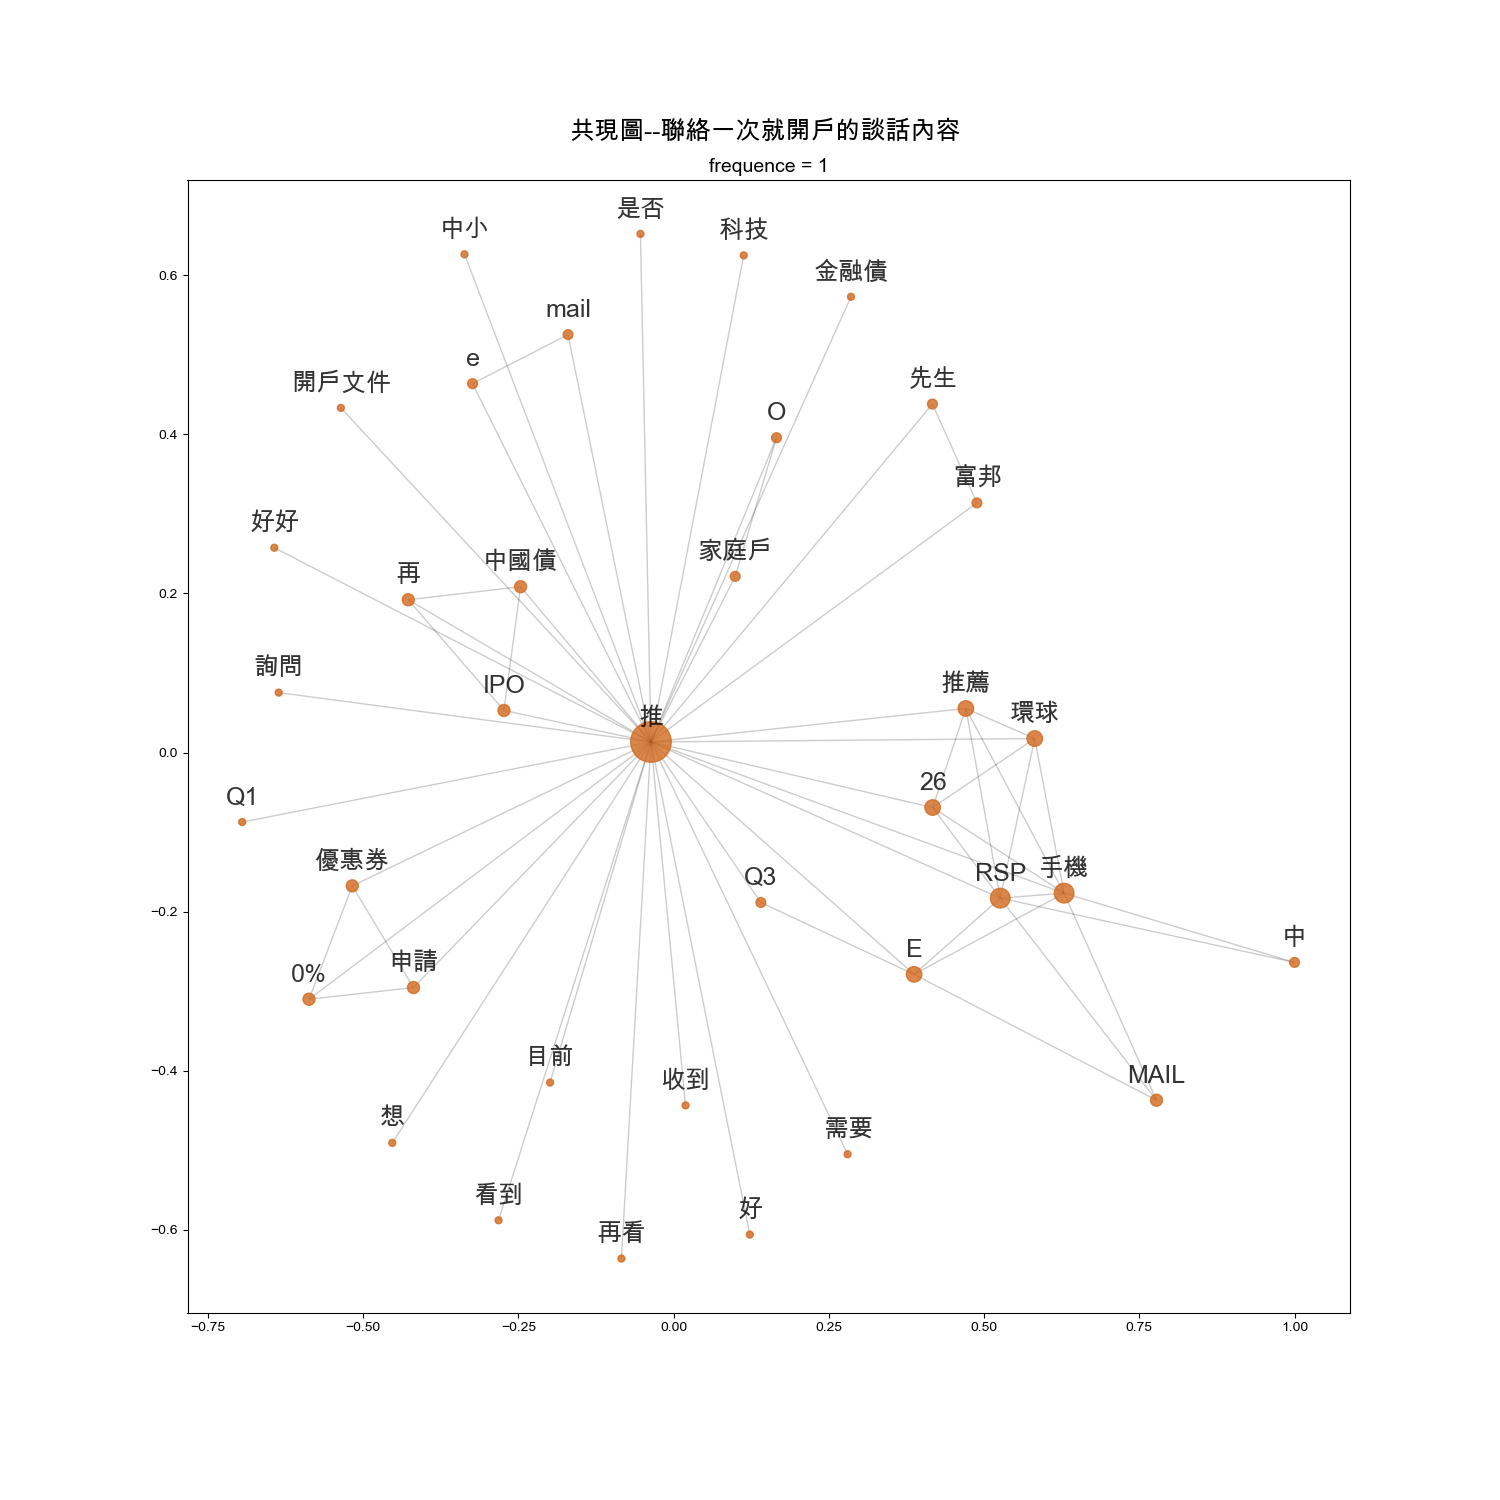 共現圖--聯絡一次就開戶的談話內容
frequence = 1
是否
中小
科技
金融債
mail
e
開戶文件
先生
O
富邦
好好
家庭戶
中國債
再
詢問
推薦
IPO
環球
推
26
Q1
優惠券
手機
RSP
Q3
中
E
申請
0%
目前
收到
MAIL
想
需要
看到
好
再看
0.6
0.4
0.2
0.0
−0.2
−0.4
−0.6
−0.75 −0.50 −0.25 0.00 0.25 0.50 0.75 1.00